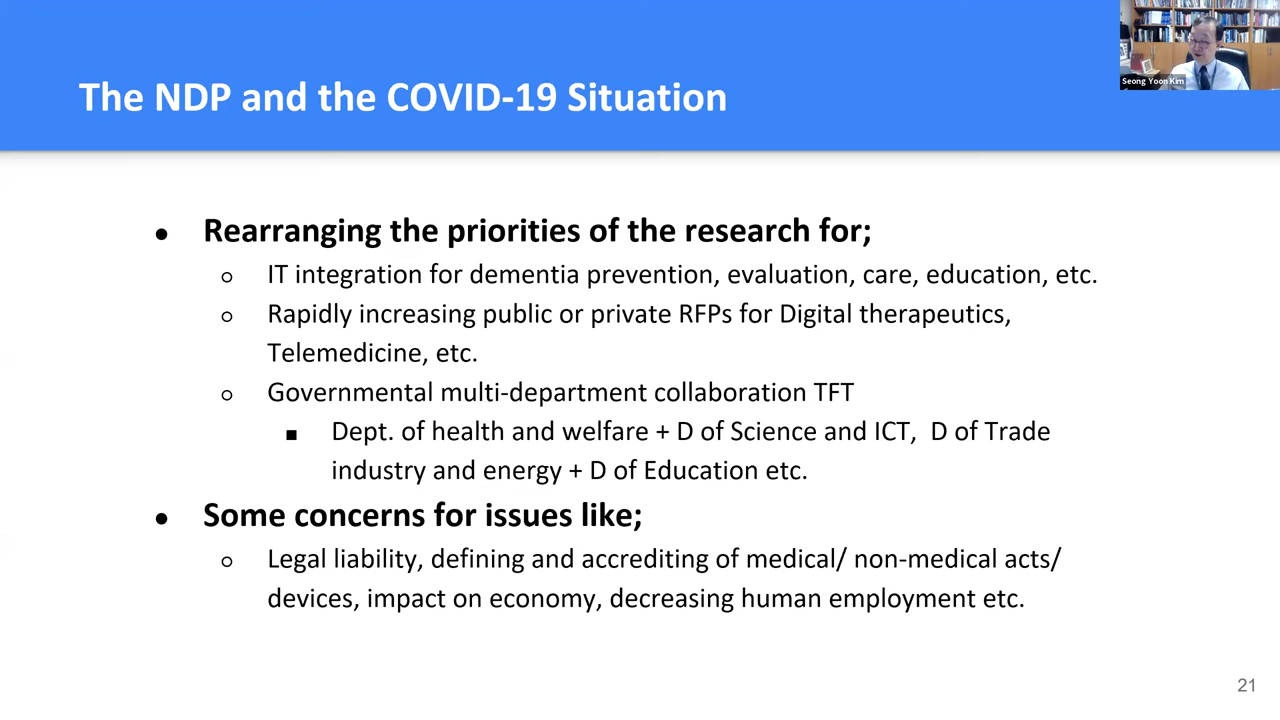 Seong Yoon Kim
The NDP and the COVID-19 Situation
● Rearranging the priorities of the research for;
○ IT integration for dementia prevention, evaluation, care, education, etc.
○ Rapidly increasing public or private RFPs for Digital therapeutics,
Telemedicine, etc.
○ Governmental multi-department collaboration TFT
■ Dept. of health and welfare + D of Science and ICT, D of Trade
industry and energy + D of Education etc.
● Some concerns for issues like;
○ Legal liability, defining and accrediting of medical/ non-medical acts/
devices, impact on economy, decreasing human employment etc.
21